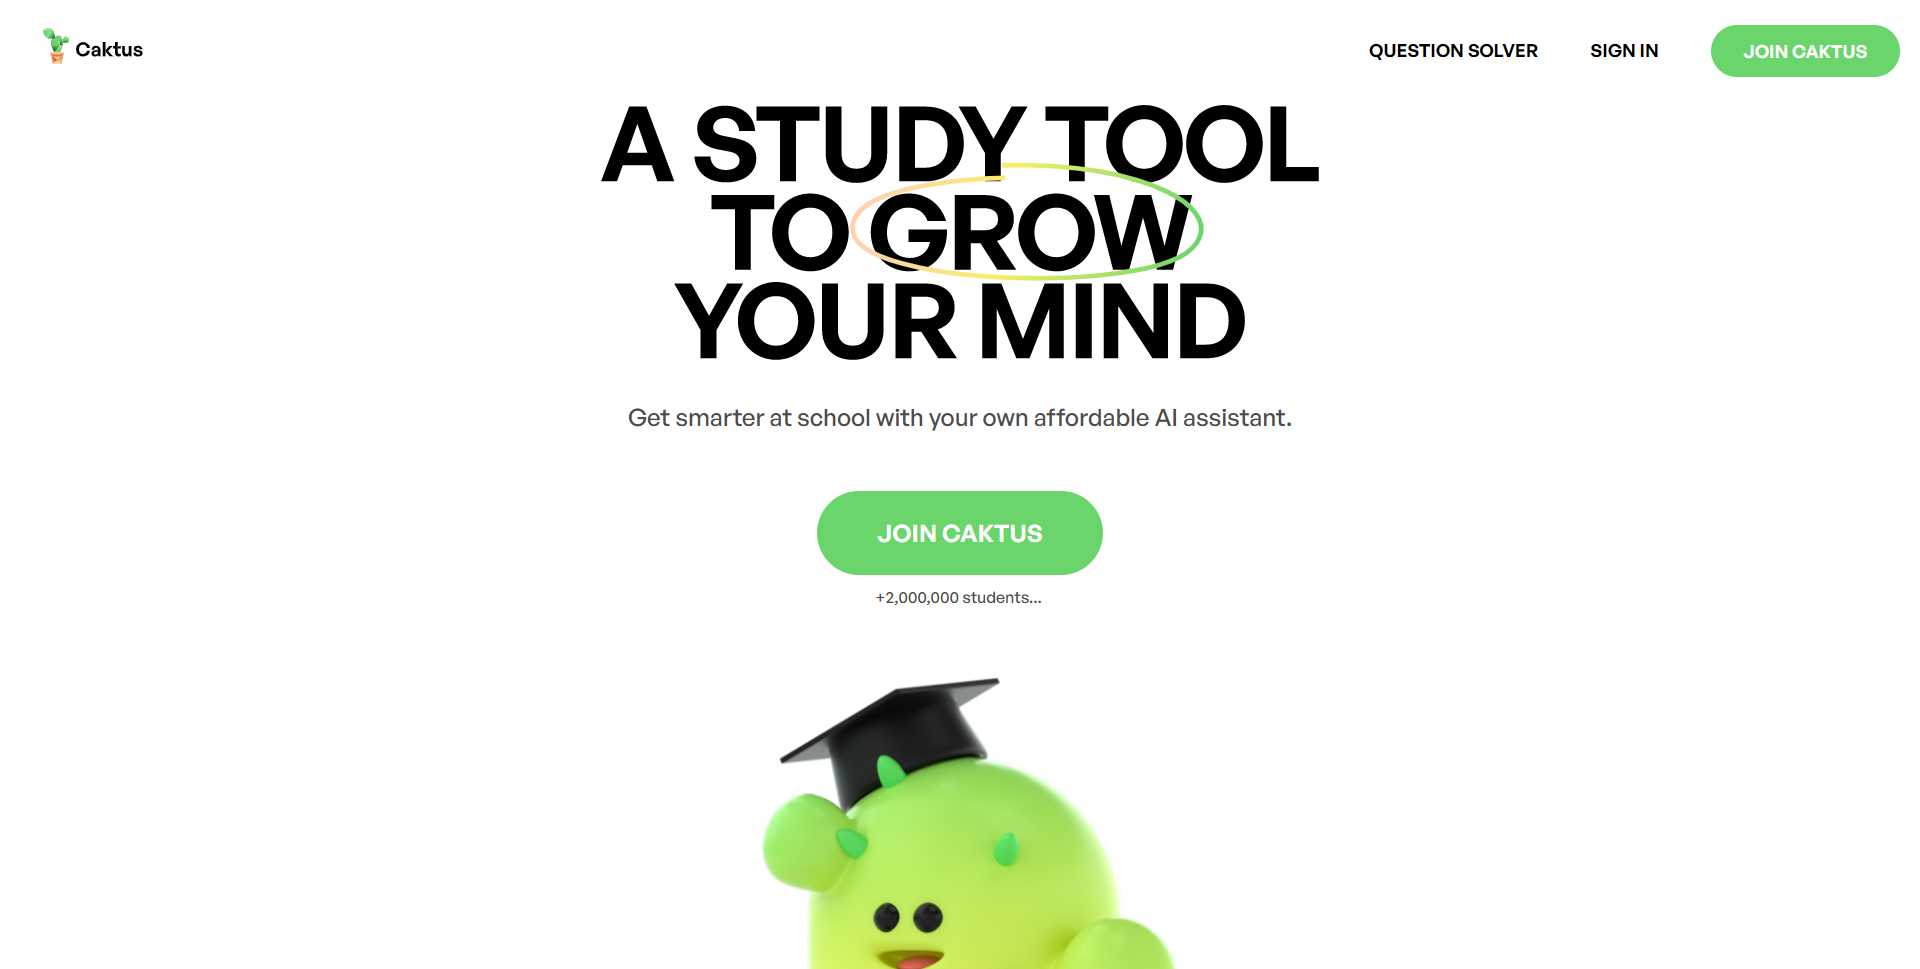 Caktus
QUESTION SOLVER
SIGN IN
JOIN CAKTUS
A STUDY TOOL
TO GROW
YOUR MIND
Get smarter at school with your own affordable AI assistant.
JOIN CAKTUS
+2,000,000 students...